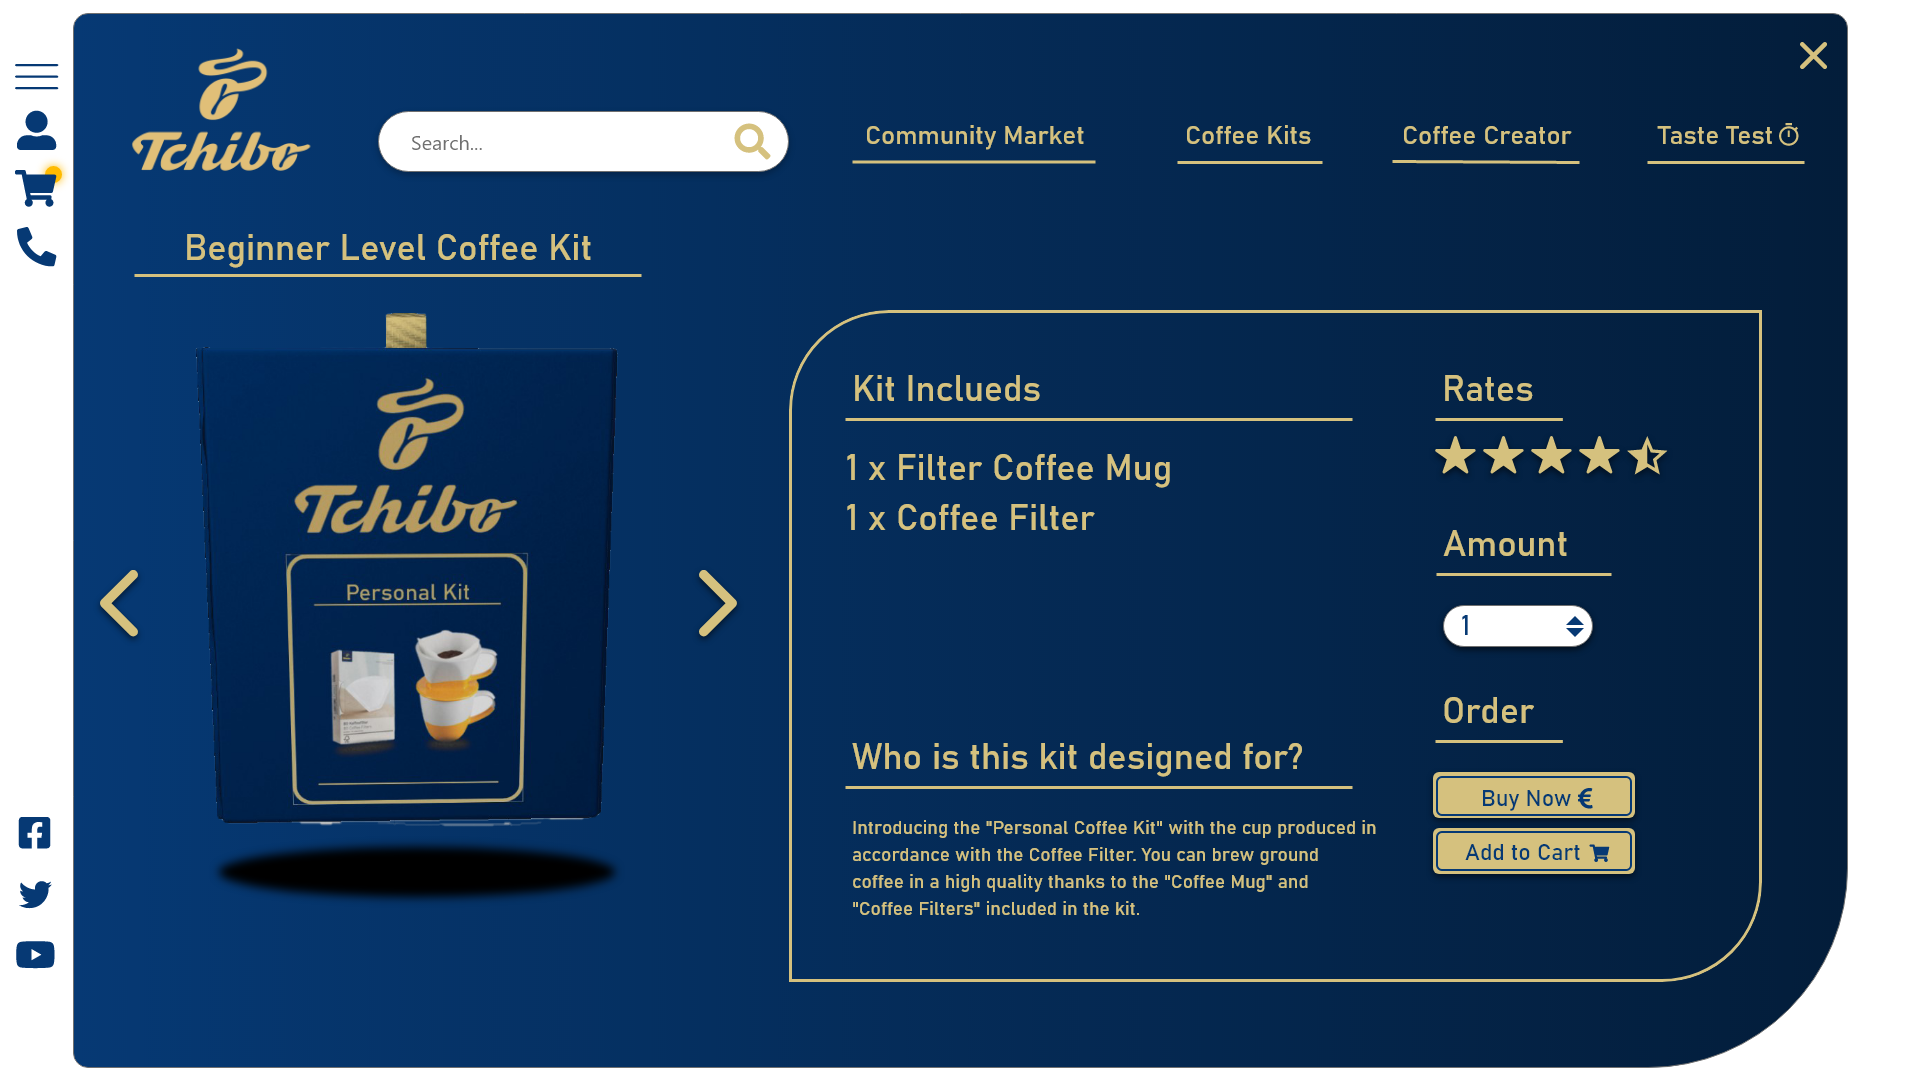 Tchibo
Search...
Community Market
Coffee Kits
Coffee Creator
Taste Test
Beginner Level Coffee Kit
Tchibo
Personal Kit
Kit Inclueds
1 x Filter Coffee Mug
1 x Coffee Filter
Who is this kit designed for?
Introducing the "Personal Coffee Kit" with the cup produced in
accordance with the Coffee Filter. You can brew ground
coffee in a high quality thanks to the "Coffee Mug" and
"Coffee Filters" included in the kit.
Rates
Amount
1
Order
Buy Now €
Add to Cart